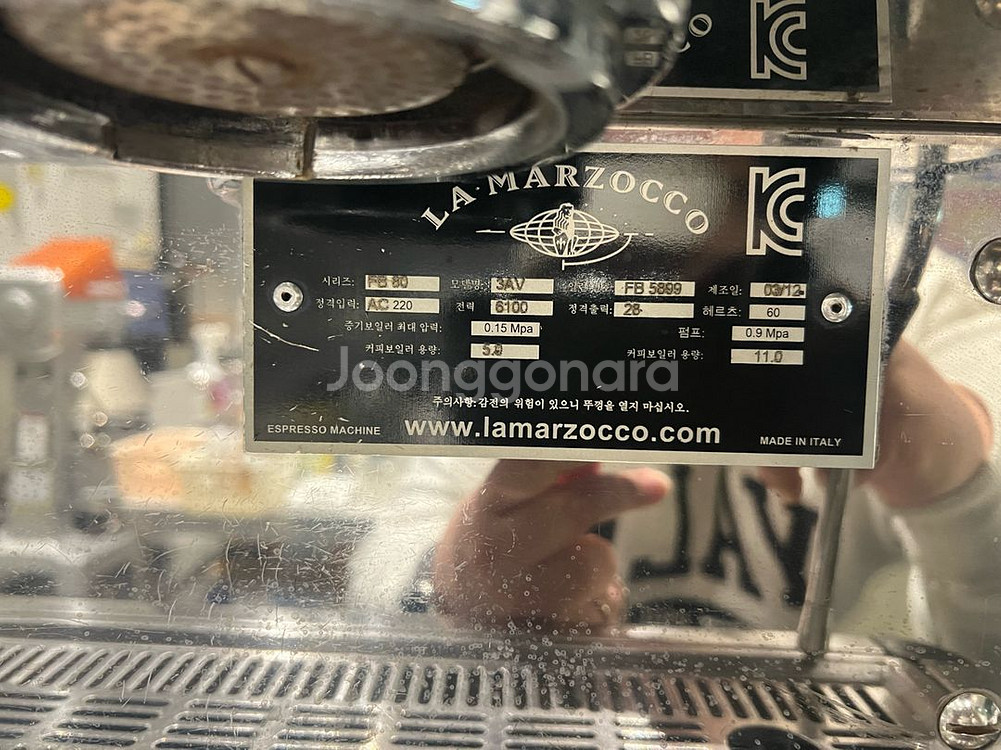 LA·MARZOCCO
시리즈: FB 80 모델명: 3AV FB 5899 제조일: 03/12
정격입력: AC 220 전력 6100 정격출력: 28 헤르츠: 60
중기보일러 최대 압력: 0.15 Mpa 펌프: 0.9 Mpa
커피보일러 용량: 5.0 커피보일러 용량: 11.0
Joonggonara
주의사항: 감전의 위험이 있으니 뚜껑을 열지 마십시오.
ESPRESSO MACHINE www.lamarzocco.com MADE IN ITALY